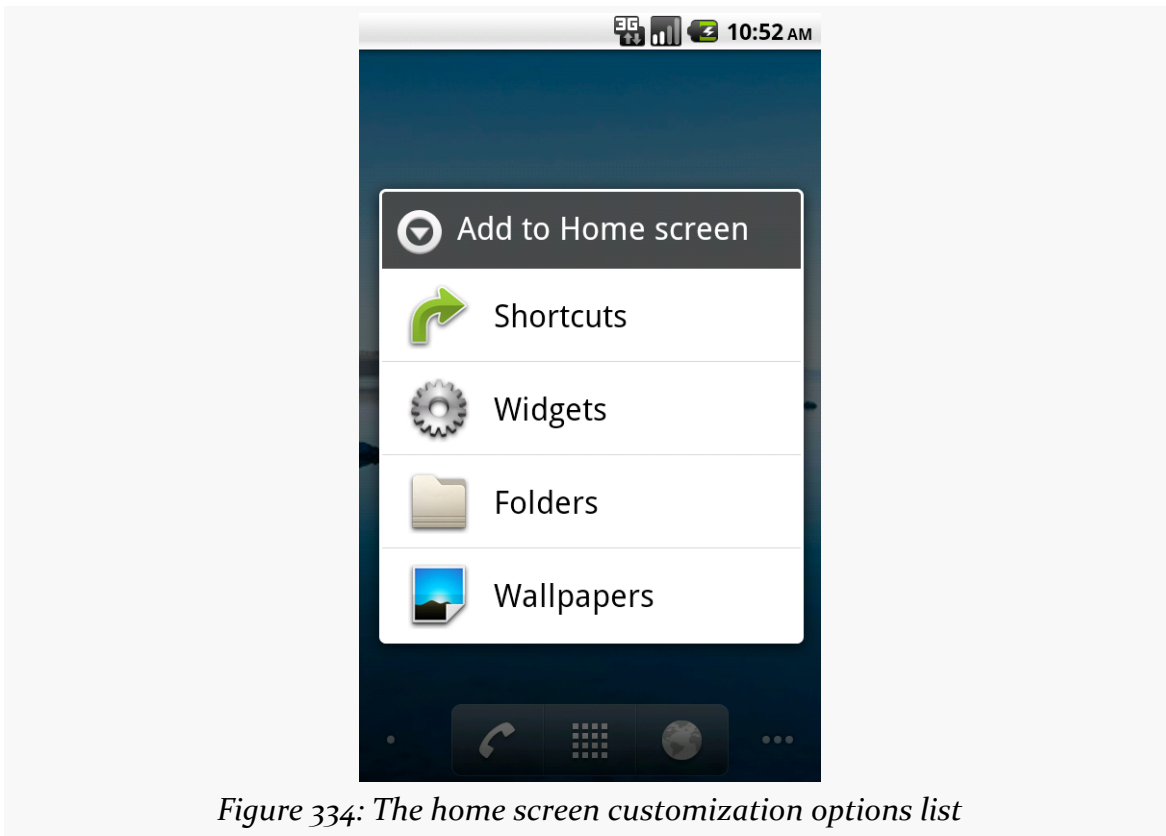 3G
10:52 AM
Add to Home screen
Shortcuts
Widgets
Folders
Wallpapers
Figure 334: The home screen customization options list